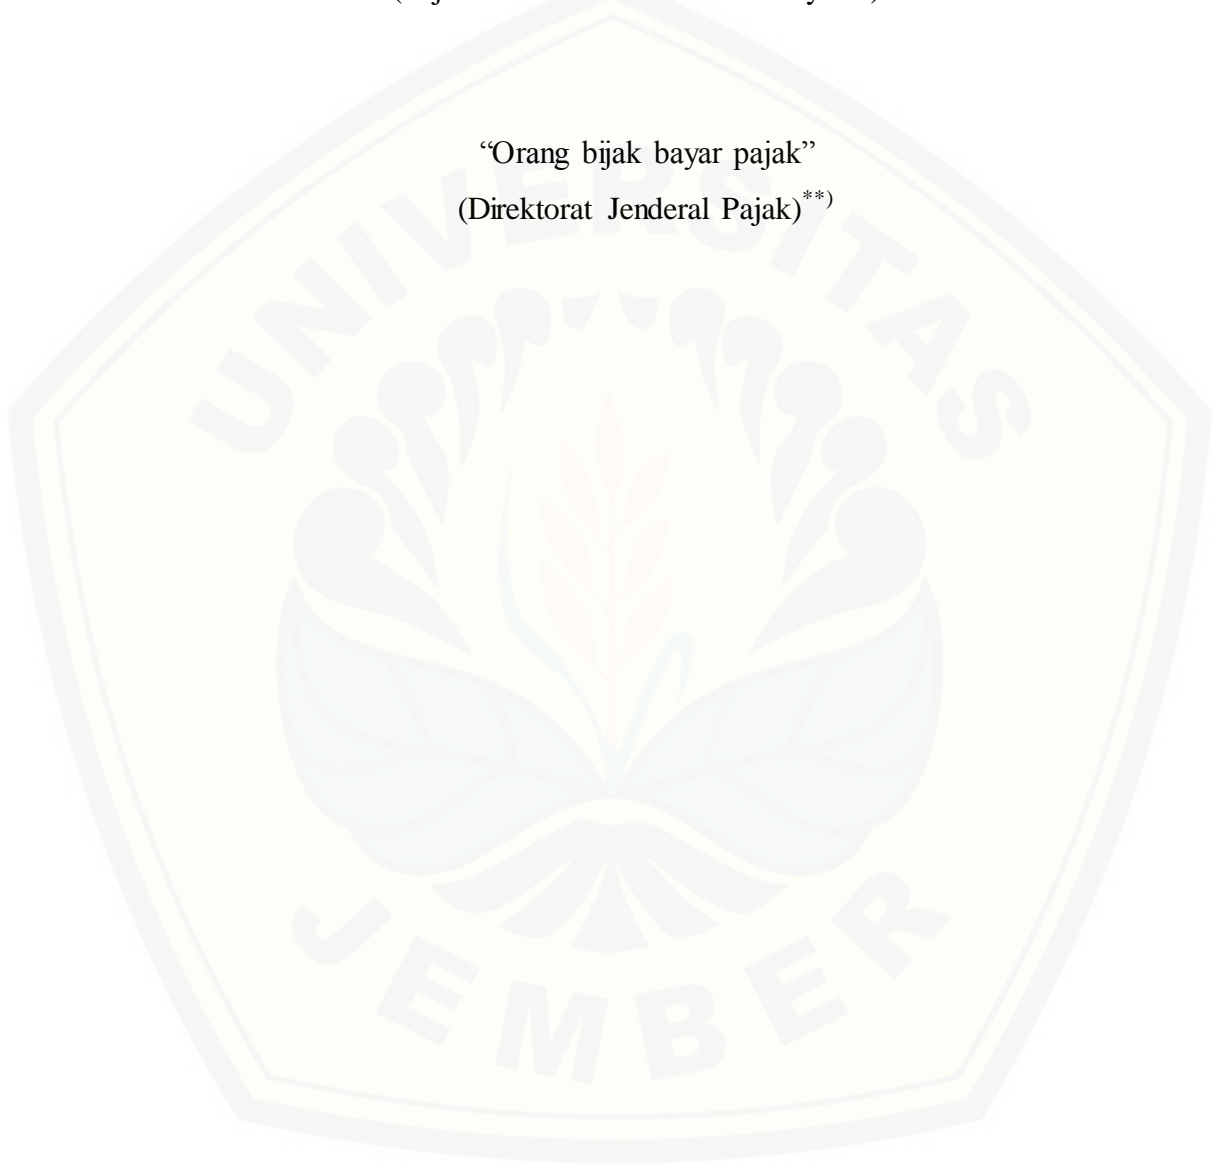 “Orang bijak bayar pajak”
(Direktorat Jenderal Pajak)**)
UNIVERSITAS
JEMBER